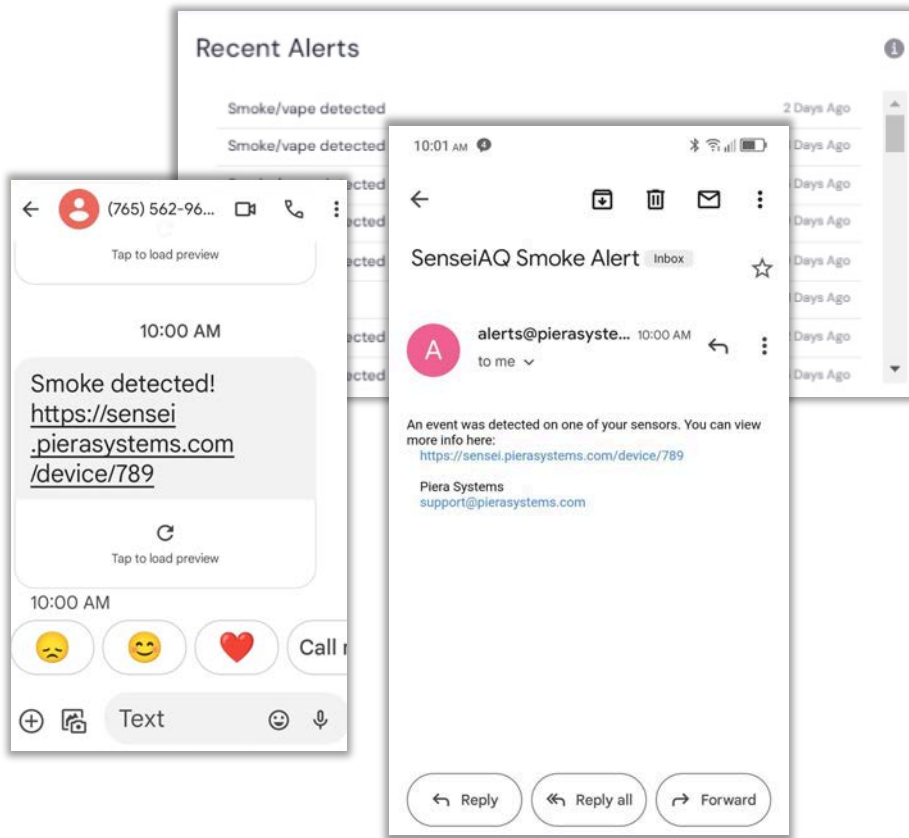 Recent Alerts
Smoke/vape detected 2 Days Ago
Smoke/vape detected Days Ago
ected Days Ago
ected Days Ago
ected Days Ago
Days Ago
ected Days Ago
ected Days Ago
(765) 562-96...
Tap to load preview
10:00 AM
Smoke detected!
https://sensei
.pierasystems.com
/device/789
Tap to load preview
10:00 AM
Call
Text
10:01 AM
SenseiAQ Smoke Alert Inbox
A
alerts@pierasyste... 10:00 AM
to me
An event was detected on one of your sensors. You can view
more info here:
https://sensei.pierasystems.com/device/789
Piera Systems
support@pierasystems.com
Reply Reply all Forward